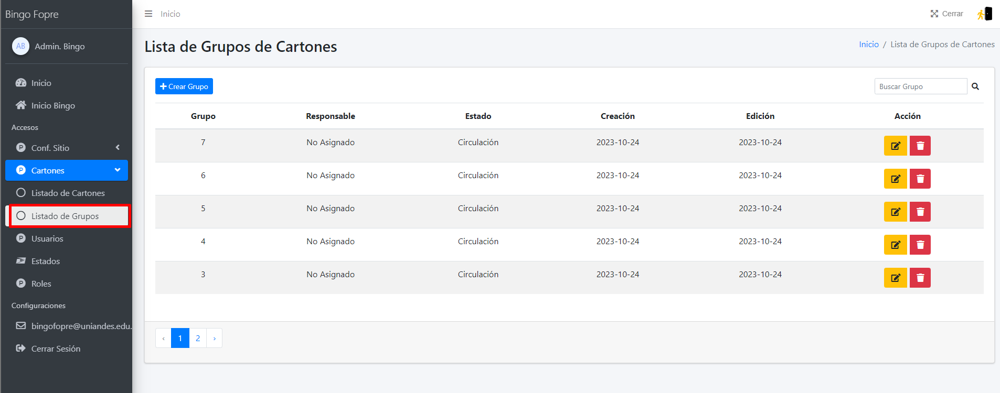 Bingo Fopre
Inicio
Cerrar
AB
Admin. Bingo
Inicio
Inicio Bingo
Accesos
P Conf. Sitio
P Cartones
Listado de Cartones
Listado de Grupos
P Usuarios
Estados
P Roles
Configuraciones
bingofopre@uniandes.edu.
Cerrar Sesión
Lista de Grupos de Cartones
Inicio / Lista de Grupos de Cartones
Crear Grupo
Buscar Grupo
Grupo Responsable Estado Creación Edición Acción
7 No Asignado Circulación 2023-10-24 2023-10-24
6 No Asignado Circulación 2023-10-24 2023-10-24
5 No Asignado Circulación 2023-10-24 2023-10-24
4 No Asignado Circulación 2023-10-24 2023-10-24
3 No Asignado Circulación 2023-10-24 2023-10-24
‹ 1 2 ›